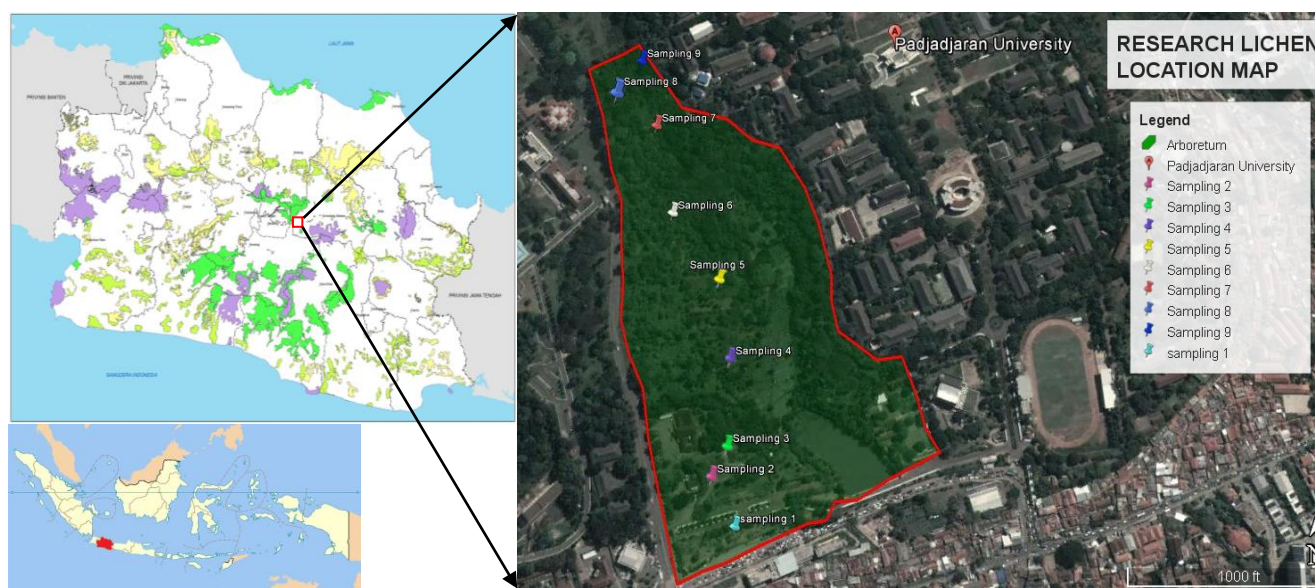 LAUT JAWA
PROVINSI
DKI JAKARTA
PROVINSI BANTEN
PROVINSI JAWA TENGAH
SAMUDERA INDONESIA
Padjadjaran University
Sampling 9
Sampling 8
Sampling 7
Sampling 6
Sampling 5
Sampling 4
Sampling 3
Sampling 2
sampling 1
RESEARCH LICHEN
LOCATION MAP
Legend
Arboretum
Padjadjaran University
Sampling 2
Sampling 3
Sampling 4
Sampling 5
Sampling 6
Sampling 7
Sampling 8
Sampling 9
sampling 1
1000 ft